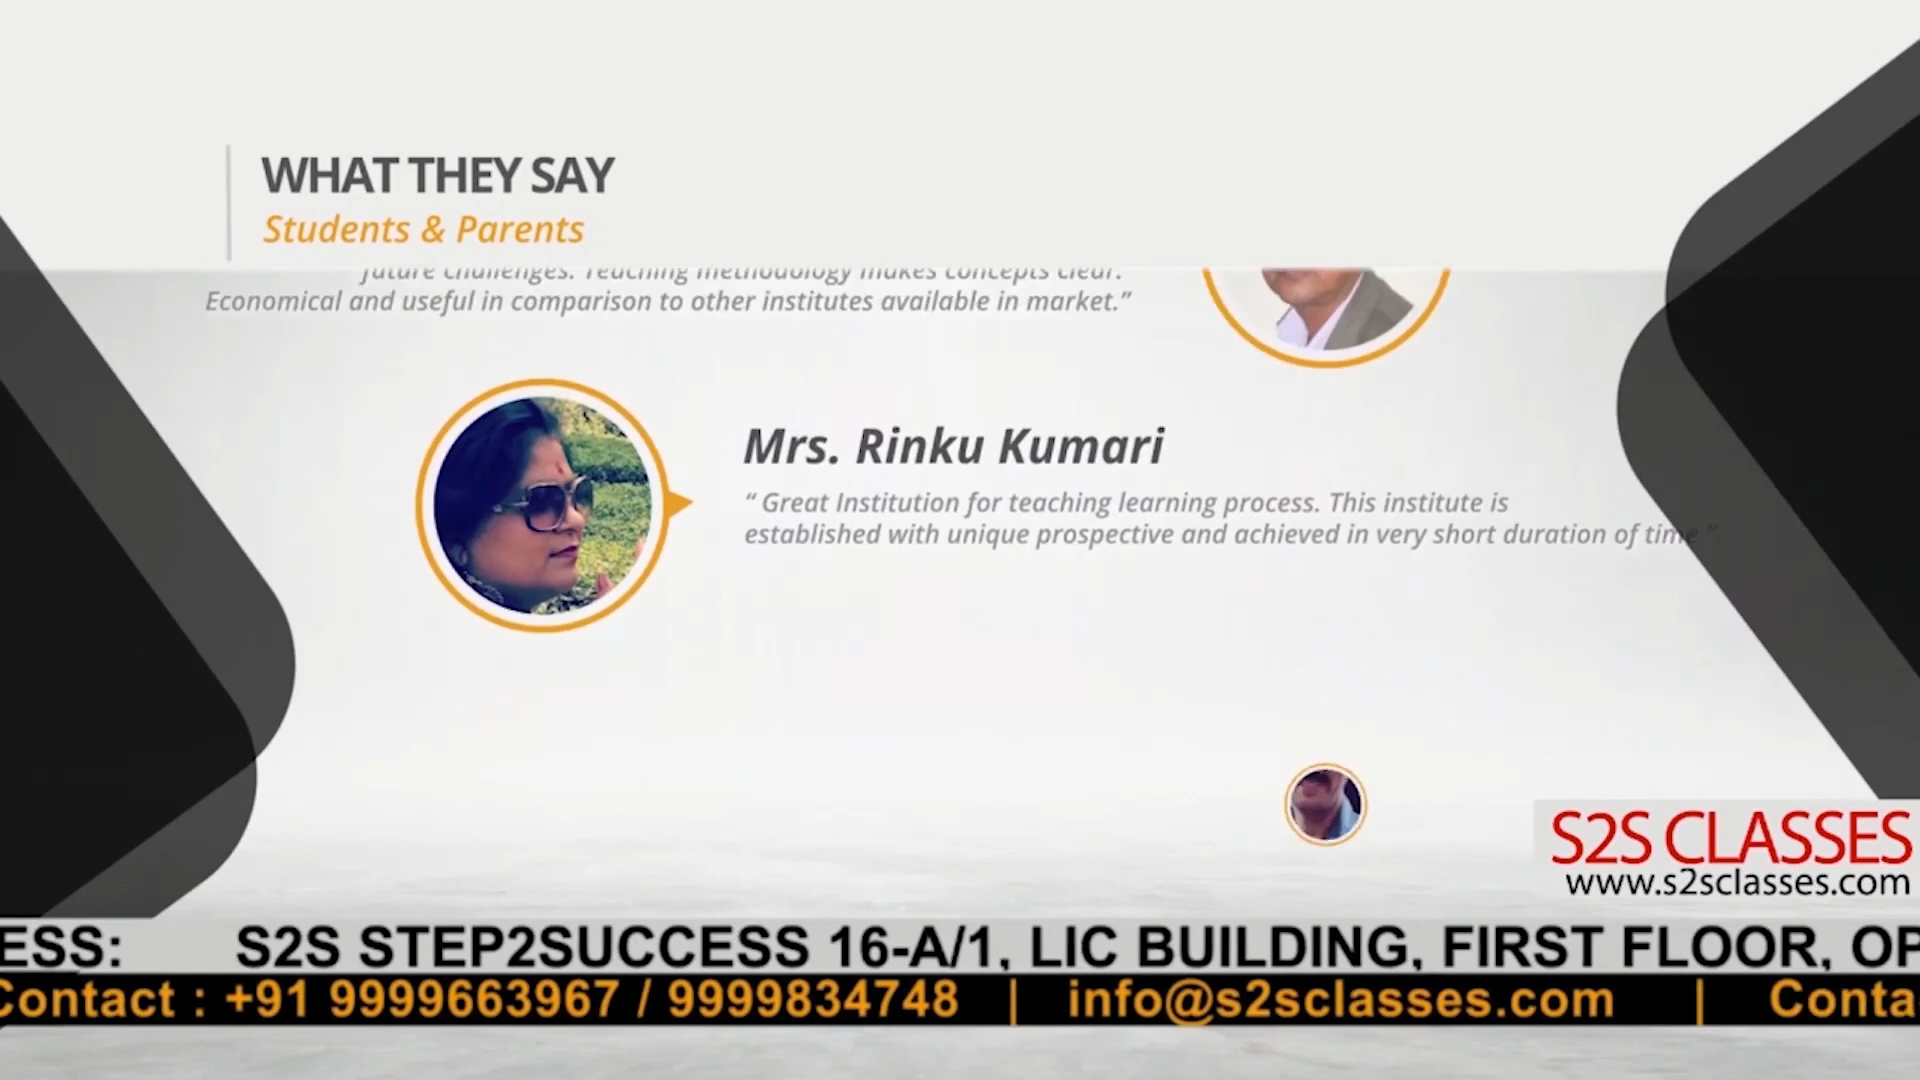 WHAT THEY SAY
Students & Parents
future challenges. Teaching methodology makes concepts clear.
Economical and useful in comparison to other institutes available in market.”
Mrs. Rinku Kumari
“ Great Institution for teaching learning process. This institute is
established with unique prospective and achieved in very short duration of time ”
S2S CLASSES
www.s2sclasses.com
ESS: S2S STEP2SUCCESS 16-A/1, LIC BUILDING, FIRST FLOOR, OP
Contact : +91 9999663967 / 9999834748 | info@s2sclasses.com | Conta